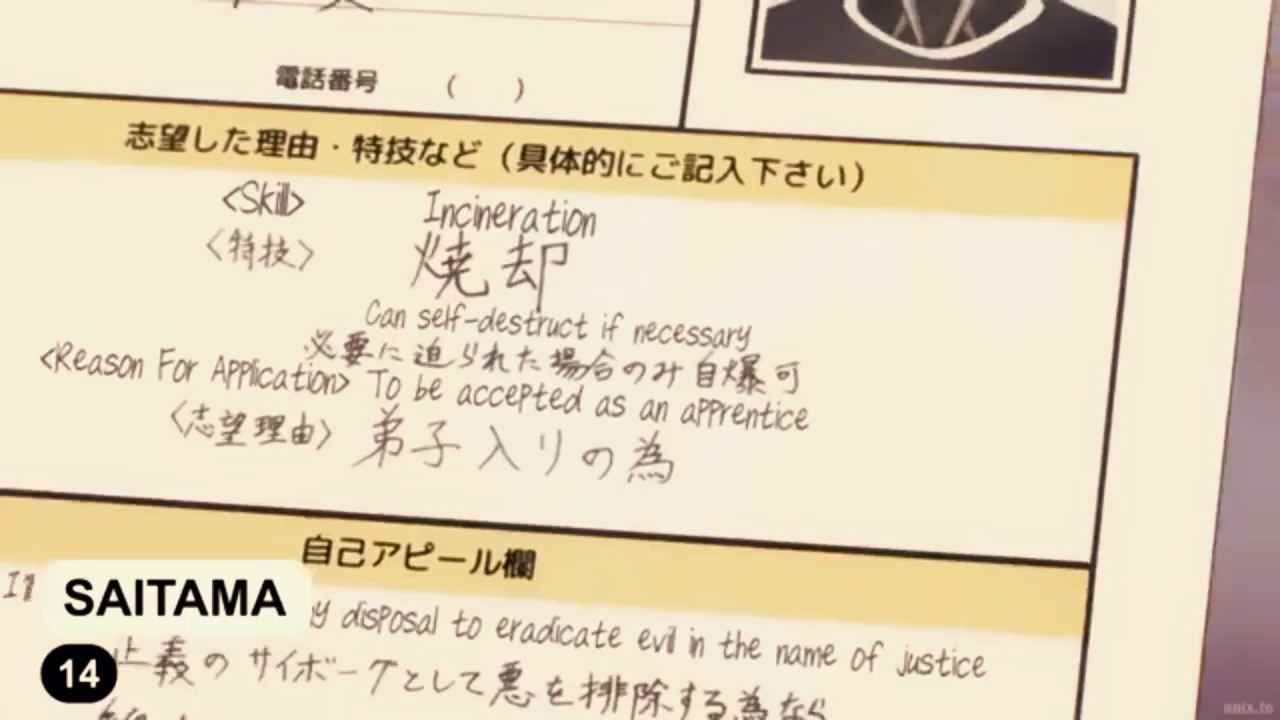 電話番号 ( )
志望した理由・特技など(具体的にご記入下さい)
<Skill> Incineration
<特技> 焼却
Can self-destruct if necessary
必要に迫られた場合のみ自爆可
<Reason For Application> To be accepted as an apprentice
<志望理由> 弟子入りの為
自己アピール欄
disposal to eradicate evil in the name of justice
正義のサイボーグとして悪を排除する為なら
SAITAMA
14